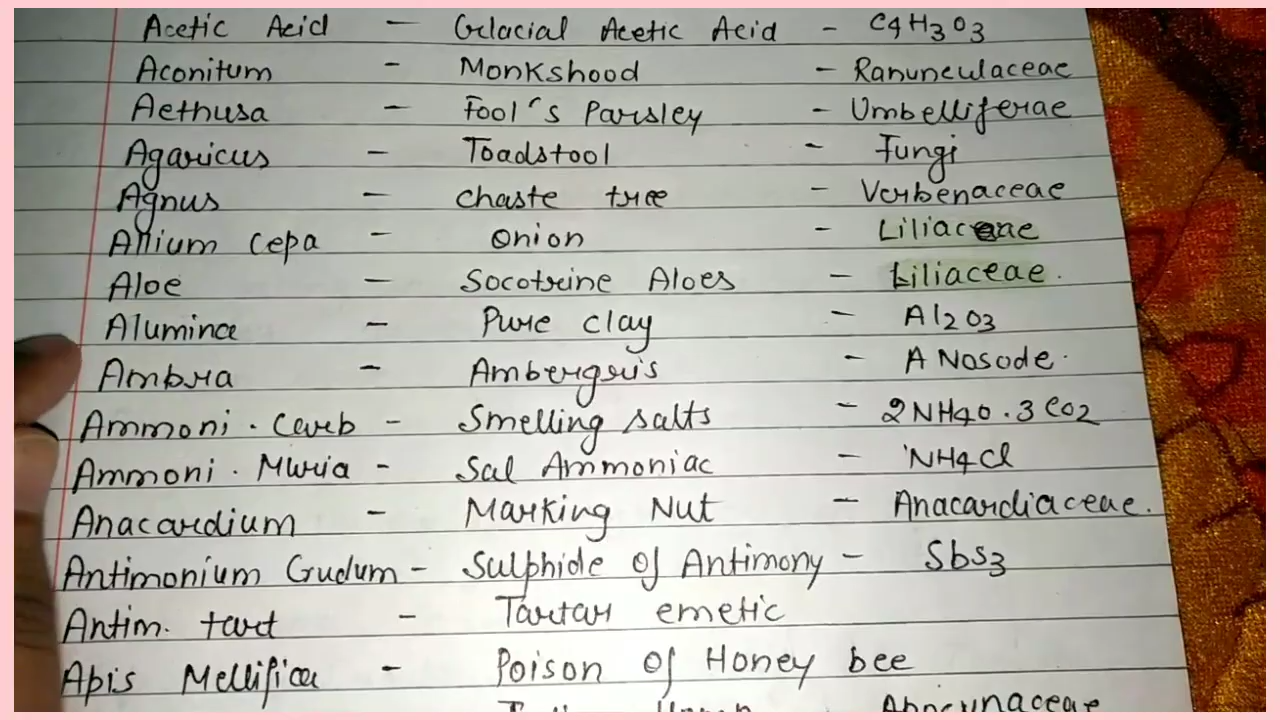 Acetic Acid - Glacial Acetic Acid - C4H3O3
Aconitum - Monkshood - Ranunculaceae
Aethusa - Fool's Parsley - Umbelliferae
Agaricus - Toadstool - Fungi
Agnus - chaste tree - Verbenaceae
Allium Cepa - Onion - Liliaceae
Aloe - Socotrine Aloes - Liliaceae.
Alumina - Pure clay - Al2O3
Ambra - Ambergris - A Nosode.
Ammoni. Carb - Smelling salts - 2NH4O.3CO2
Ammoni. Muria - Sal Ammoniac - NH4Cl
Anacardium - Marking Nut - Anacardiaceae.
Antimonium Crudum - Sulphide of Antimony - SbS3
Antim. tart - Tartar emetic
Apis Mellifica - Poison of Honey bee
Apocynaceae